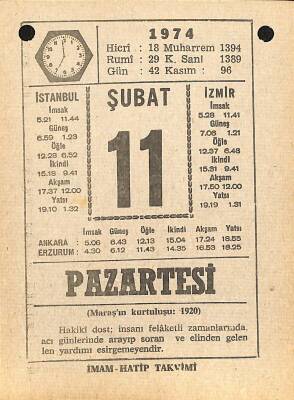 1974
Hicrî : 18 Muharrem 1394
Rumî : 29 K. Sani 1389
Gün : 42 Kasım : 96
İSTANBUL
İmsak
5.21 11.44
Güneş
6.59 1.23
Öğle
12.28 6.52
İkindi
15.18 9.41
Akşam
17.37 12.00
Yatsı
19.10 1.32
ŞUBAT
11
İZMİR
İmsak
5.28 11.41
Güneş
7.06 1.21
Öğle
12.37 6.48
İkindi
15.31 9.41
Akşam
17.50 12.00
Yatsı
19.19 1.31
İmsak Güneş Öğle İkindi Akşam Yatsı
ANKARA : 5.06 6.43 12.13 15.04 17.24 18.55
ERZURUM : 4.30 6.12 11.43 14.35 16.53 18.25
PAZARTESİ
(Maraş'ın kurtuluşu: 1920)
Hakikî dost; insanı felâketli zamanlarında,
acı günlerinde arayıp soran ve elinden gelen
len yardımı esirgemeyendir.
İMAM-HATİP TAKVİMİ